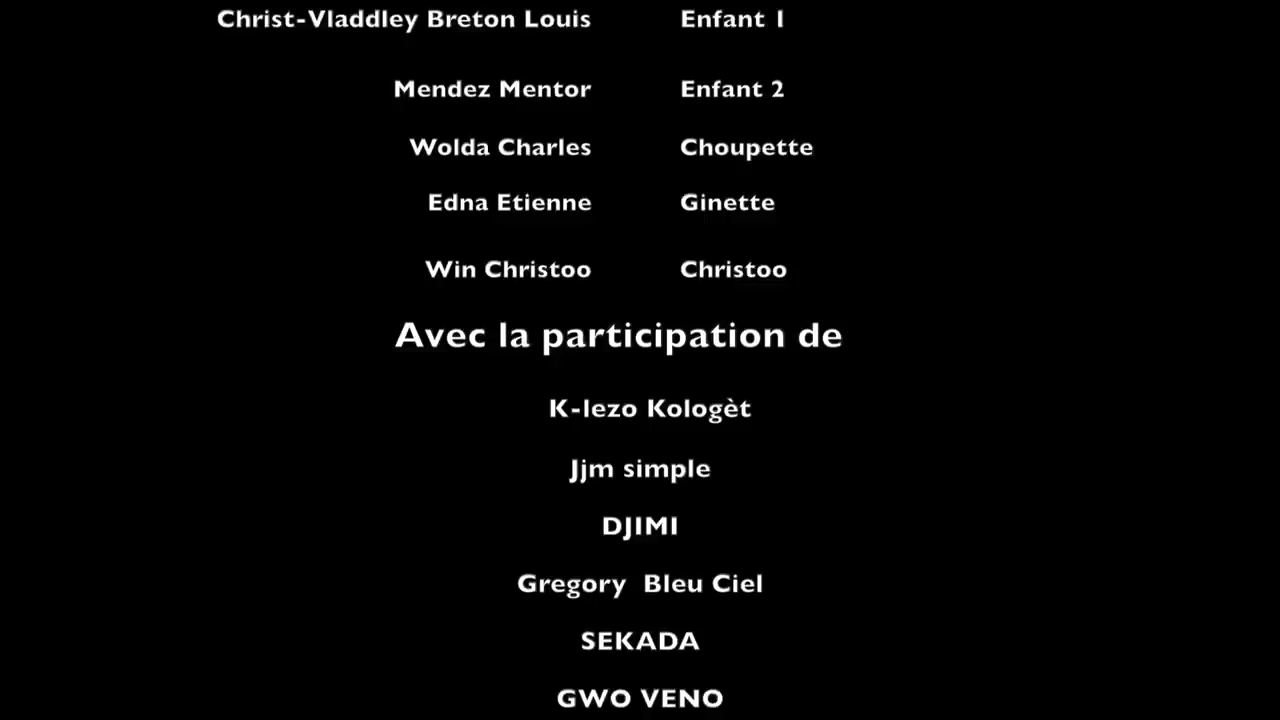 Christ-Vladdley Breton Louis Enfant 1
Mendez Mentor Enfant 2
Wolda Charles Choupette
Edna Etienne Ginette
Win Christoo Christoo
Avec la participation de
K-lezo Kologèt
Jjm simple
DJIMI
Gregory Bleu Ciel
SEKADA
GWO VENO